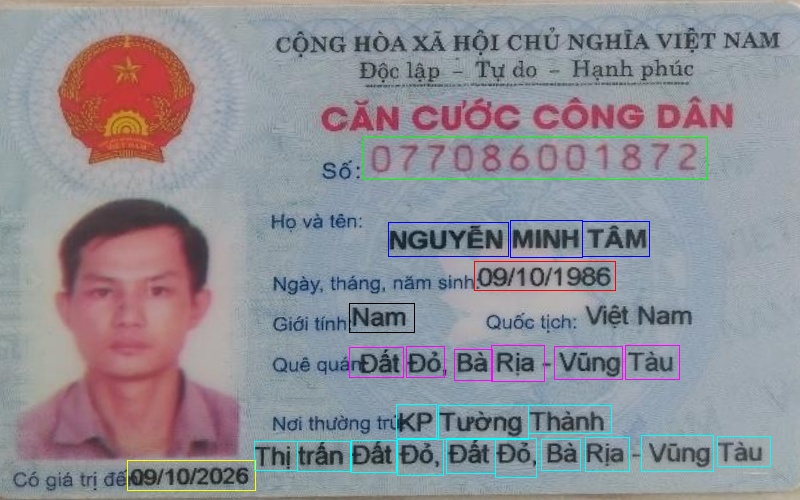 CỘNG HÒA XÃ HỘI CHỦ NGHĨA VIỆT NAM
Độc lập - Tự do - Hạnh phúc
CĂN CƯỚC CÔNG DÂN
Số: 077086001872
Họ và tên: NGUYỄN MINH TÂM
Ngày, tháng, năm sinh: 09/10/1986
Giới tính: Nam Quốc tịch: Việt Nam
Quê quán: Đất Đỏ, Bà Rịa - Vũng Tàu
Nơi thường trú: KP Tường Thành
Thị trấn Đất Đỏ, Đất Đỏ, Bà Rịa - Vũng Tàu
Có giá trị đến 09/10/2026